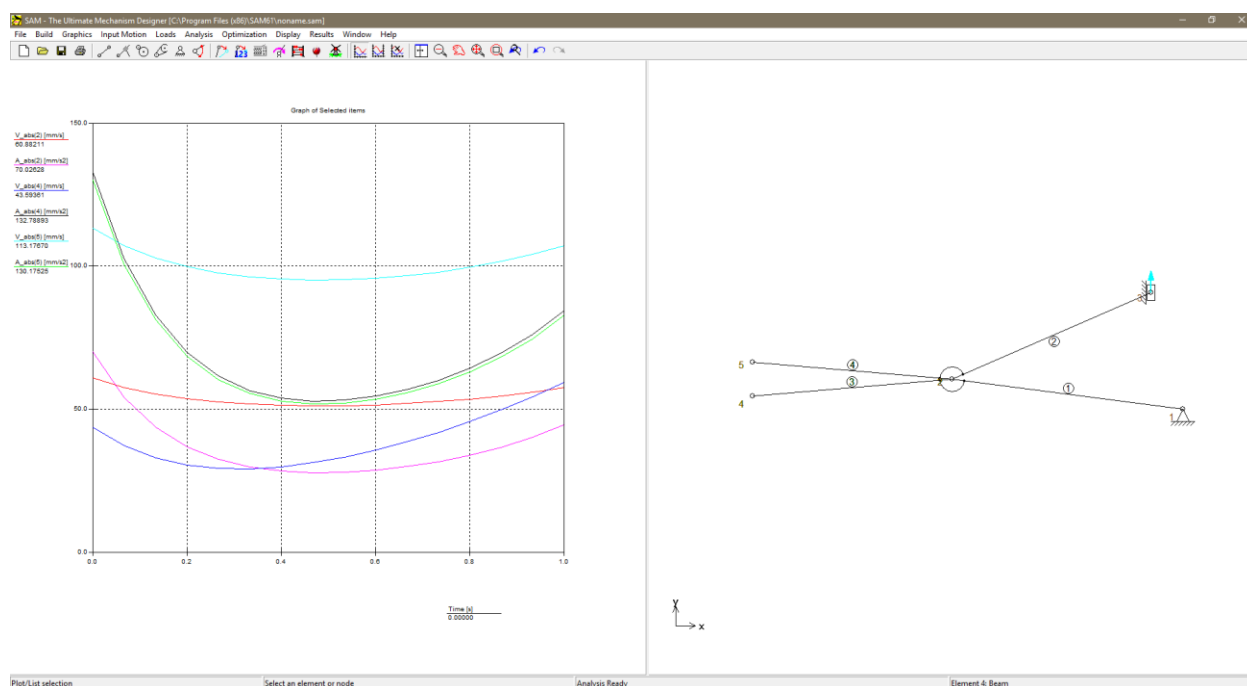 SAM - The Ultimate Mechanism Designer [C:\Program Files (x86)\SAM61\noname.sam]
File Build Graphics Input Motion Loads Analysis Optimization Display Results Window Help
123
Graph of Selected items
150.0
V_abs(2) [mm/s]
60.88211
A_abs(2) [mm/s2]
70.02628
V_abs(4) [mm/s]
43.59361
A_abs(4) [mm/s2]
132.78893
V_abs(5) [mm/s]
113.17678
A_abs(5) [mm/s2]
130.17525
100.0
50.0
0.0
0.0 0.2 0.4 0.6 0.8 1.0
Time [s]
0.00000
3
2
5
4
2
1
4
3
1
y
x
Plot/List selection
Select an element or node
Analysis Ready
Element 4: Beam